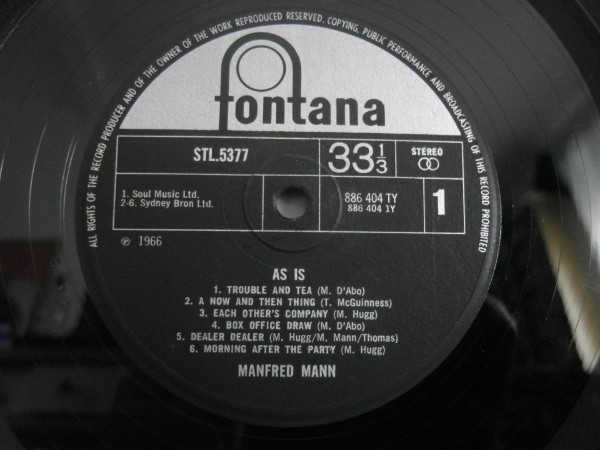 ALL RIGHTS OF THE RECORD PRODUCER AND OF THE OWNER OF THE WORK REPRODUCED RESERVED. COPYING, PUBLIC PERFORMANCE AND BROADCASTING OF THIS RECORD PROHIBITED
fontana
STL.5377
33 1/3
STEREO
1. Soul Music Ltd.
2-6. Sydney Bron Ltd.
886 404 TY
886 404 1Y
1
℗ 1966
AS IS
1. TROUBLE AND TEA (M. D'Abo)
2. A NOW AND THEN THING (T. McGuinness)
3. EACH OTHER'S COMPANY (M. Hugg)
4. BOX OFFICE DRAW (M. D'Abo)
5. DEALER DEALER (M. Hugg/M. Mann/Thomas)
6. MORNING AFTER THE PARTY (M. Hugg)
MANFRED MANN